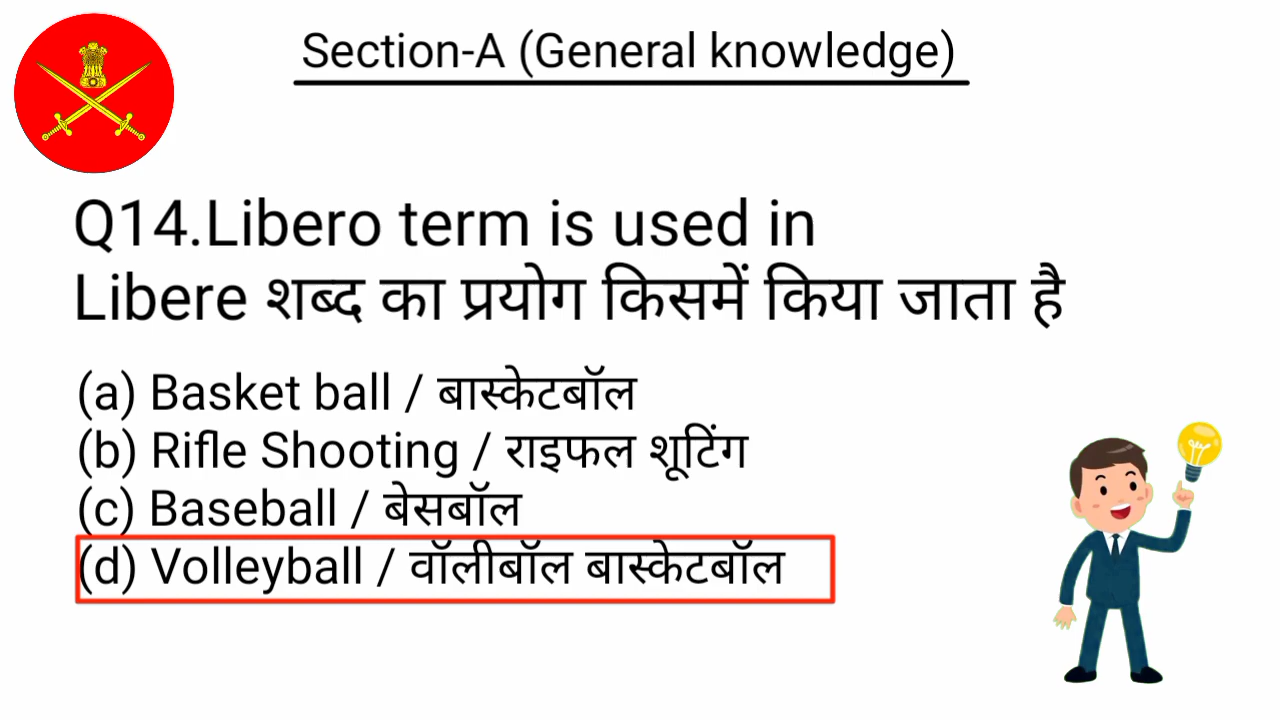 Section-A (General knowledge)
Q14.Libero term is used in
Libere शब्द का प्रयोग किसमें किया जाता है
(a) Basket ball / बास्केटबॉल
(b) Rifle Shooting / राइफल शूटिंग
(c) Baseball / बेसबॉल
(d) Volleyball / वॉलीबॉल बास्केटबॉल